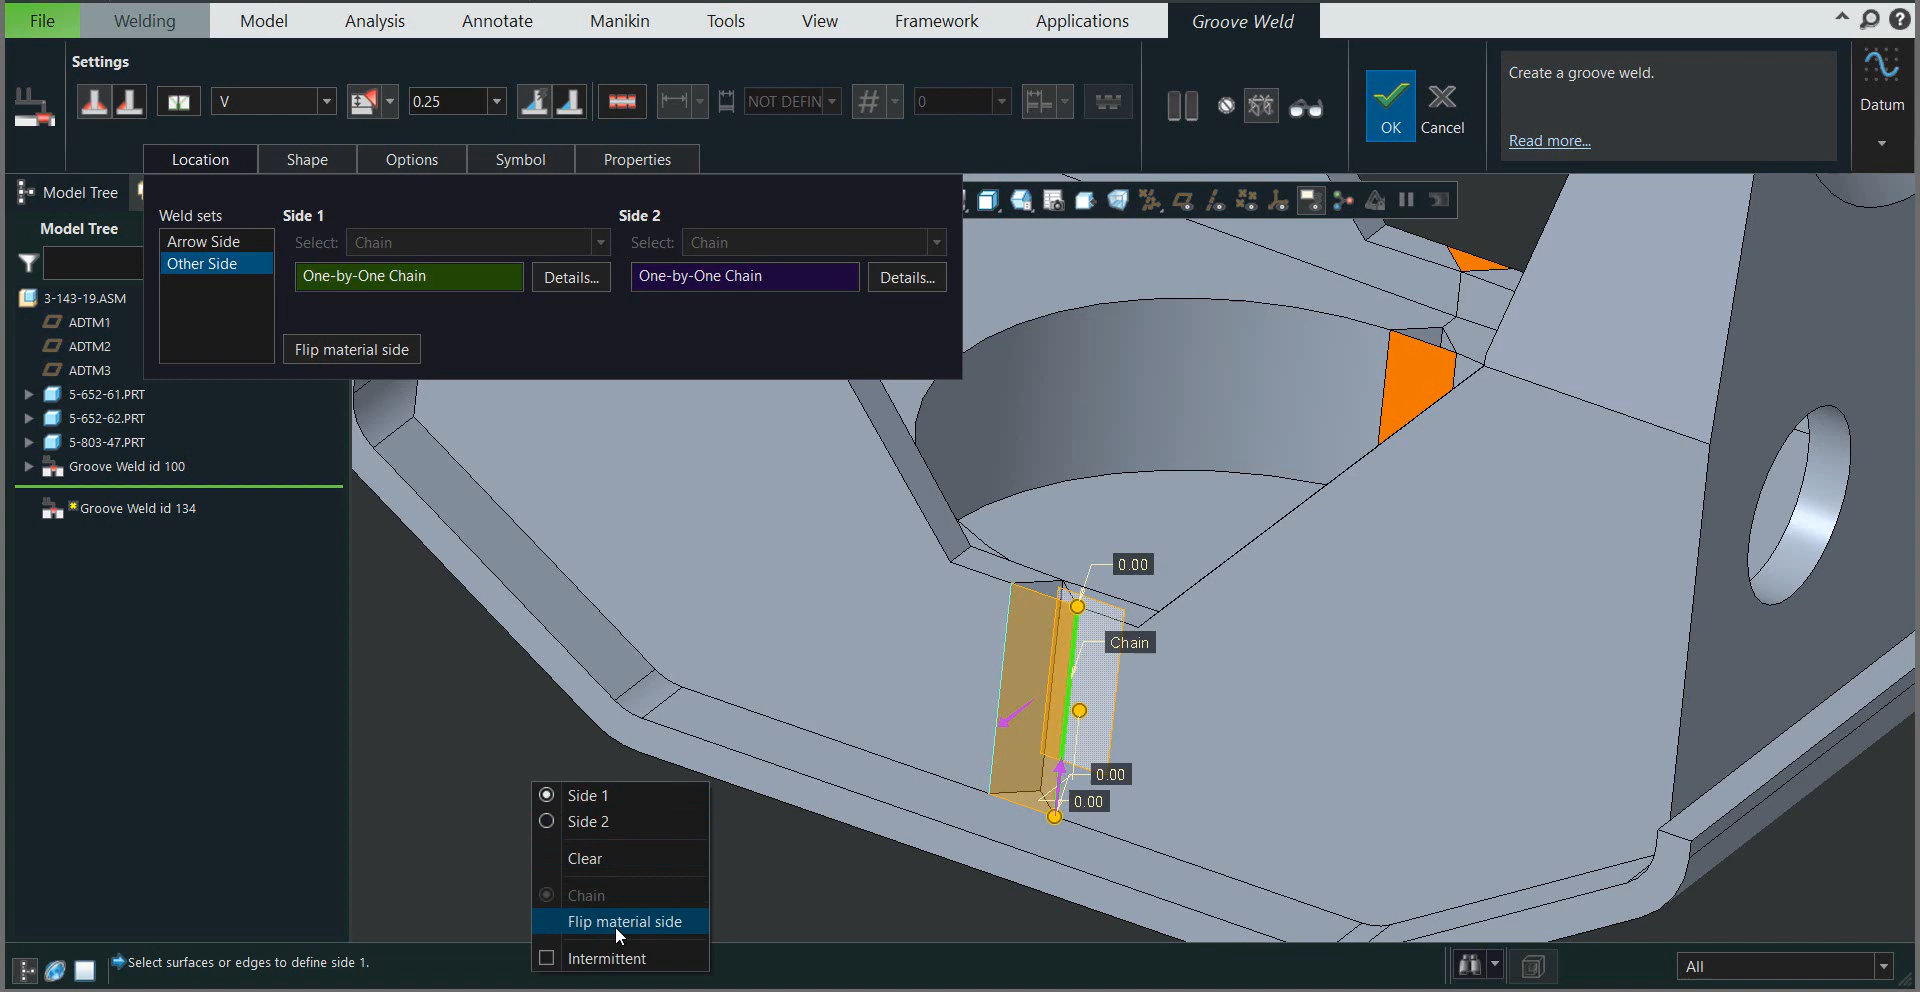 File Welding Model Analysis Annotate Manikin Tools View Framework Applications Groove Weld
Settings
V 0.25 NOT DEFIN # 0
OK Cancel
Create a groove weld.
Read more...
Datum
Location Shape Options Symbol Properties
Model Tree
Model Tree
Weld sets
Arrow Side
Other Side
Side 1
Select: Chain
One-by-One Chain Details...
Flip material side
Side 2
Select: Chain
One-by-One Chain Details...
3-143-19.ASM
ADTM1
ADTM2
ADTM3
5-652-61.PRT
5-652-62.PRT
5-803-47.PRT
Groove Weld id 100
Groove Weld id 134
0.00
Chain
0.00
0.00
Side 1
Side 2
Clear
Chain
Flip material side
Intermittent
Select surfaces or edges to define side 1.
All